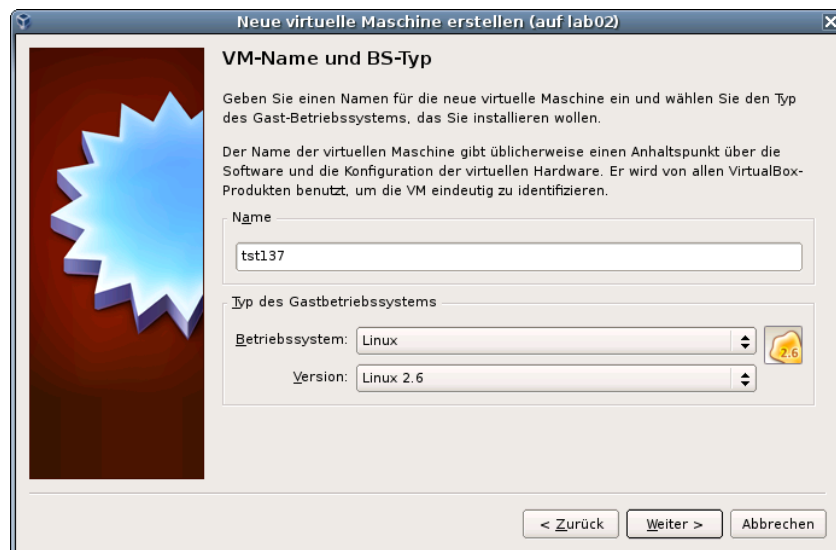 Neue virtuelle Maschine erstellen (auf lab02)
VM-Name und BS-Typ
Geben Sie einen Namen für die neue virtuelle Maschine ein und wählen Sie den Typ
des Gast-Betriebssystems, das Sie installieren wollen.
Der Name der virtuellen Maschine gibt üblicherweise einen Anhaltspunkt über die
Software und die Konfiguration der virtuellen Hardware. Er wird von allen VirtualBox-
Produkten benutzt, um die VM eindeutig zu identifizieren.
Name
tst137
Typ des Gastbetriebssystems
Betriebssystem: Linux
2.6
Version: Linux 2.6
< Zurück Weiter > Abbrechen